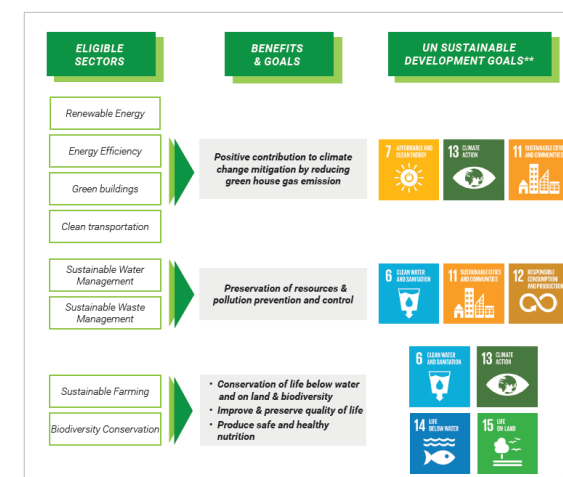 ELIGIBLE
SECTORS
BENEFITS
& GOALS
UN SUSTAINABLE
DEVELOPMENT GOALS**
Renewable Energy
Energy Efficiency
Green buildings
Clean transportation
Positive contribution to climate
change mitigation by reducing
green house gas emission
7 AFFORDABLE AND
CLEAN ENERGY
13 CLIMATE
ACTION
11 SUSTAINABLE CITIES
AND COMMUNITIES
Sustainable Water
Management
Sustainable Waste
Management
Preservation of resources &
pollution prevention and control
6 CLEAN WATER
AND SANITATION
11 SUSTAINABLE CITIES
AND COMMUNITIES
12 RESPONSIBLE
CONSUMPTION
AND PRODUCTION
Sustainable Farming
Biodiversity Conservation
• Conservation of life below water
and on land & biodiversity
• Improve & preserve quality of life
• Produce safe and healthy
nutrition
6 CLEAN WATER
AND SANITATION
13 CLIMATE
ACTION
14 LIFE
BELOW WATER
15 LIFE
ON LAND